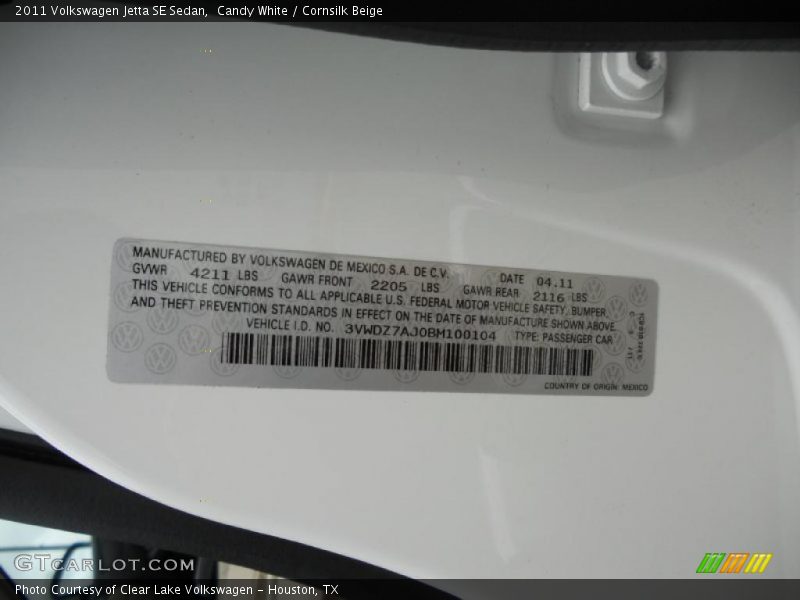 2011 Volkswagen Jetta SE Sedan,  Candy White / Cornsilk Beige
MANUFACTURED BY VOLKSWAGEN DE MEXICO S.A. DE C.V. DATE 04.11
GVWR 4211 LBS GAWR FRONT 2205 LBS GAWR REAR 2116 LBS
THIS VEHICLE CONFORMS TO ALL APPLICABLE U.S. FEDERAL MOTOR VEHICLE SAFETY, BUMPER,
AND THEFT PREVENTION STANDARDS IN EFFECT ON THE DATE OF MANUFACTURE SHOWN ABOVE.
VEHICLE I.D. NO. 3VWDZ7AJ0BM100104 TYPE: PASSENGER CAR
COUNTRY OF ORIGIN: MEXICO
GTCARLOT.COM
Photo Courtesy of Clear Lake Volkswagen – Houston, TX